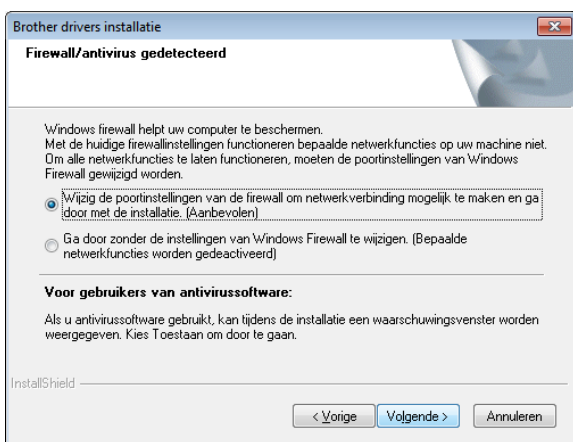 Brother drivers installatie
Firewall/antivirus gedetecteerd
Windows firewall helpt uw computer te beschermen.
Met de huidige firewallinstellingen functioneren bepaalde netwerkfuncties op uw machine niet.
Om alle netwerkfuncties te laten functioneren, moeten de poortinstellingen van Windows
Firewall gewijzigd worden.
Wijzig de poortinstellingen van de firewall om netwerkverbinding mogelijk te maken en ga
door met de installatie. (Aanbevolen)
Ga door zonder de instellingen van Windows Firewall te wijzigen. (Bepaalde
netwerkfuncties worden gedeactiveerd)
Voor gebruikers van antivirussoftware:
Als u antivirussoftware gebruikt, kan tijdens de installatie een waarschuwingsvenster worden
weergegeven. Kies Toestaan om door te gaan.
InstallShield
< Vorige Volgende > Annuleren